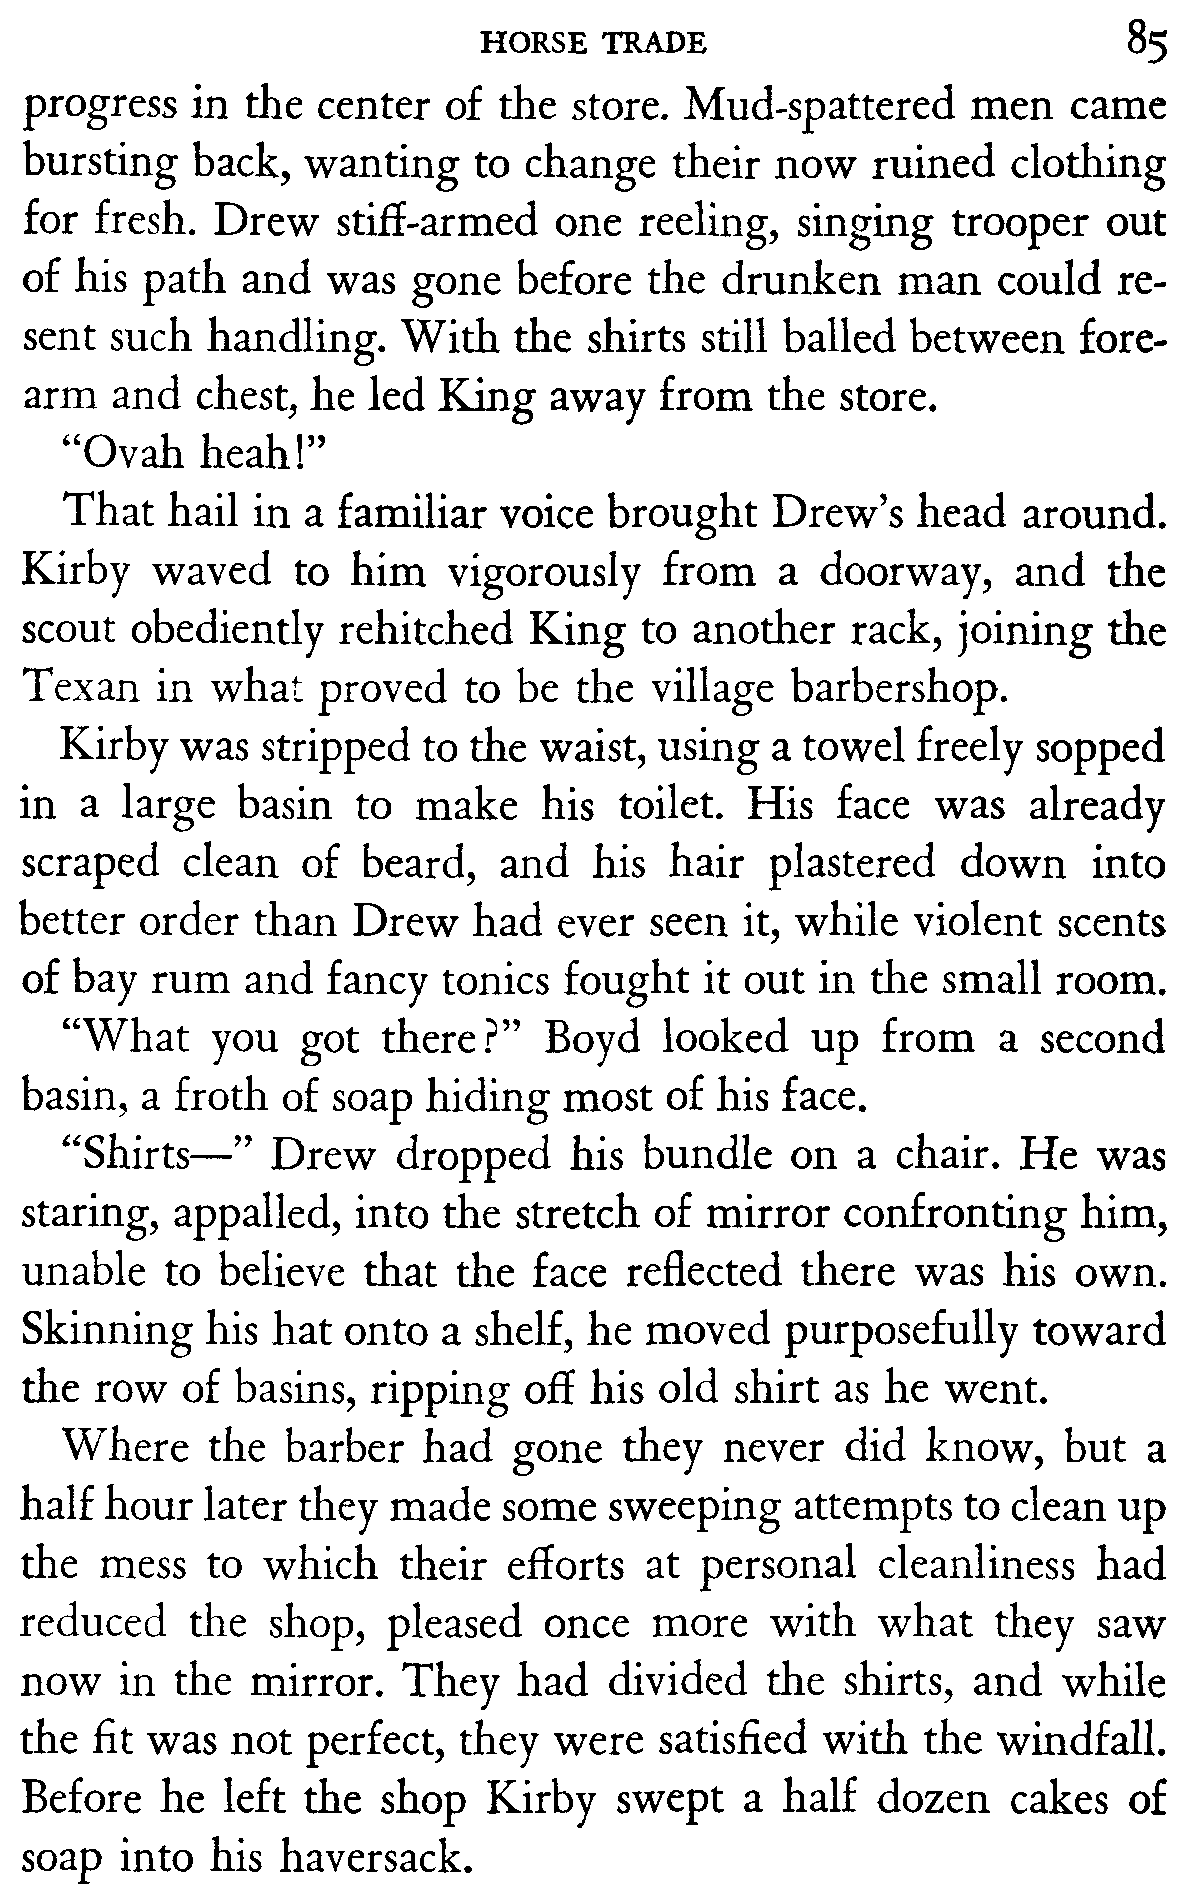 HORSE TRADE 85
progress in the center of the store. Mud-spattered men came
bursting back, wanting to change their now ruined clothing
for fresh. Drew stiff-armed one reeling, singing trooper out
of his path and was gone before the drunken man could re-
sent such handling. With the shirts still balled between fore-
arm and chest, he led King away from the store.
“Ovah heah!”
That hail in a familiar voice brought Drew’s head around.
Kirby waved to him vigorously from a doorway, and the
scout obediently rehitched King to another rack, joining the
Texan in what proved to be the village barbershop.
Kirby was stripped to the waist, using a towel freely sopped
in a large basin to make his toilet. His face was already
scraped clean of beard, and his hair plastered down into
better order than Drew had ever seen it, while violent scents
of bay rum and fancy tonics fought it out in the small room.
“What you got there?” Boyd looked up from a second
basin, a froth of soap hiding most of his face.
“Shirts—” Drew dropped his bundle on a chair. He was
staring, appalled, into the stretch of mirror confronting him,
unable to believe that the face reflected there was his own.
Skinning his hat onto a shelf, he moved purposefully toward
the row of basins, ripping off his old shirt as he went.
Where the barber had gone they never did know, but a
half hour later they made some sweeping attempts to clean up
the mess to which their efforts at personal cleanliness had
reduced the shop, pleased once more with what they saw
now in the mirror. They had divided the shirts, and while
the fit was not perfect, they were satisfied with the windfall.
Before he left the shop Kirby swept a half dozen cakes of
soap into his haversack.